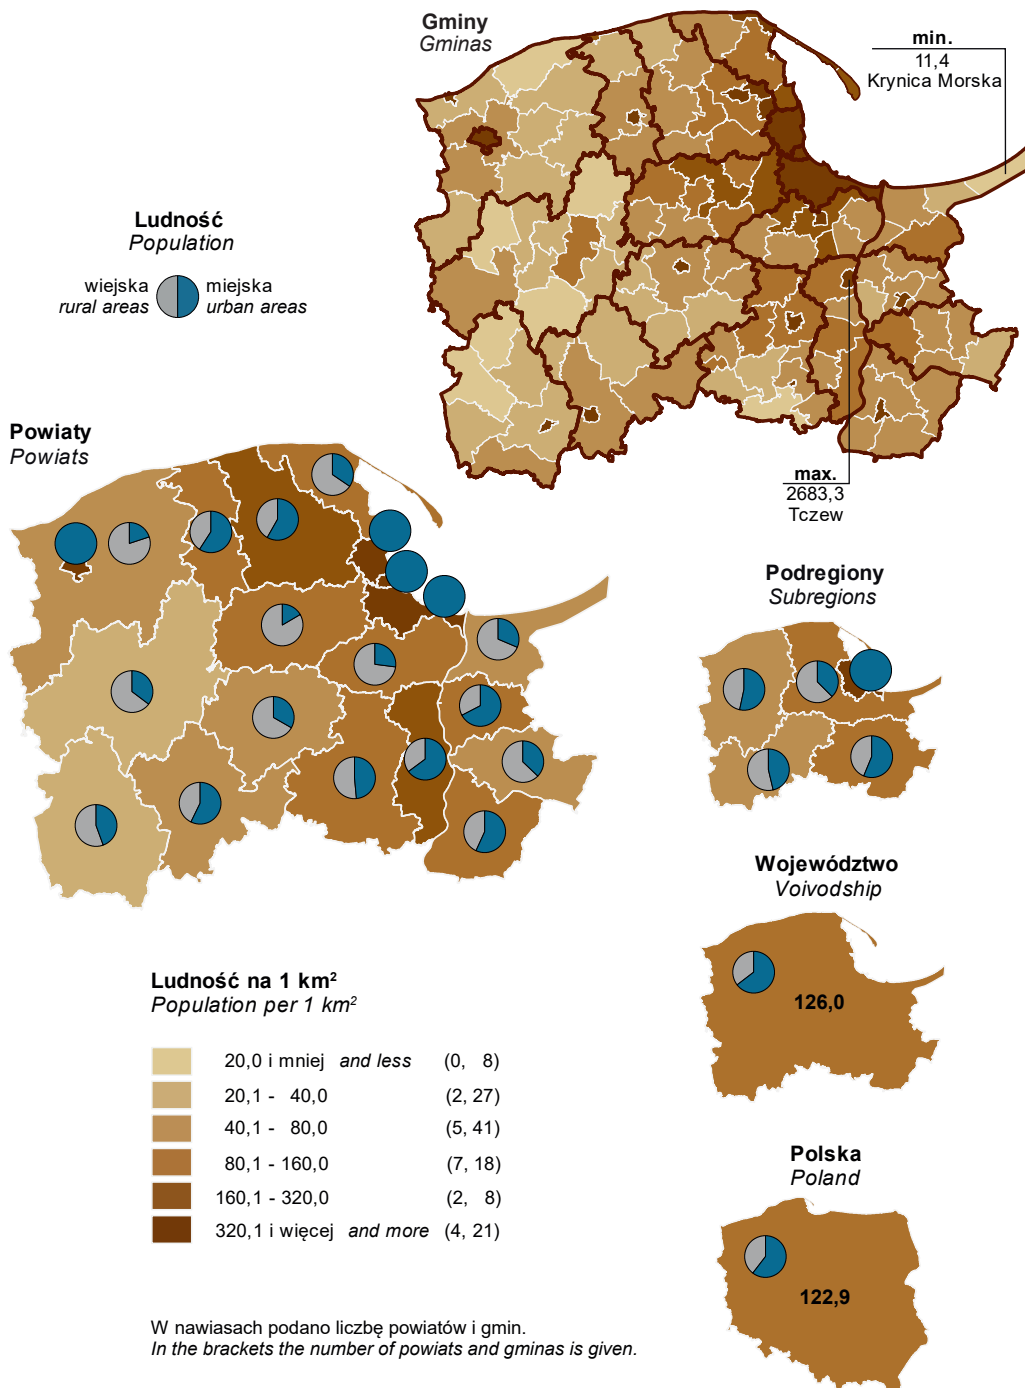 Gminy
Gminas
min.
11,4
Krynica Morska
Ludność
Population
wiejska
rural areas
miejska
urban areas
max.
2683,3
Tczew
Powiaty
Powiats
Podregiony
Subregions
Województwo
Voivodship
126,0
Ludność na 1 km²
Population per 1 km²
20,0 i mniej and less (0, 8)
20,1 - 40,0 (2, 27)
40,1 - 80,0 (5, 41)
80,1 - 160,0 (7, 18)
160,1 - 320,0 (2, 8)
320,1 i więcej and more (4, 21)
Polska
Poland
122,9
W nawiasach podano liczbę powiatów i gmin.
In the brackets the number of powiats and gminas is given.